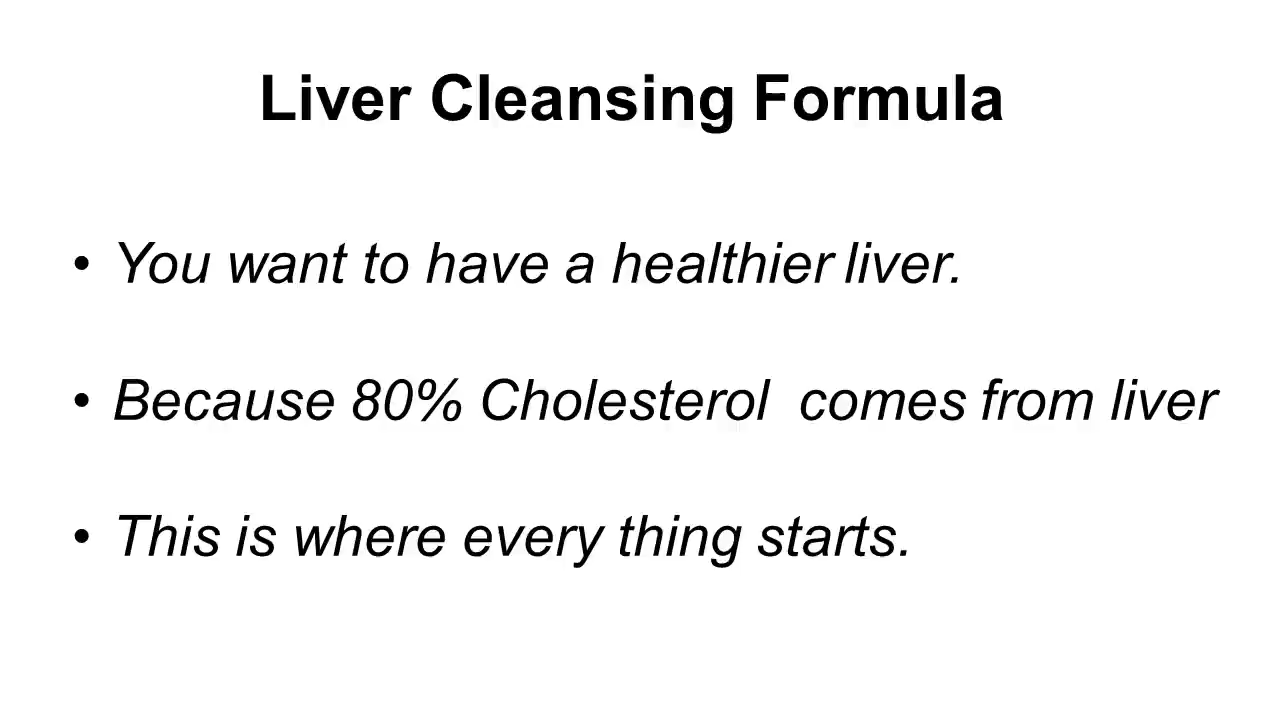 Liver Cleansing Formula
• You want to have a healthier liver.
• Because 80% Cholesterol  comes from liver
• This is where every thing starts.